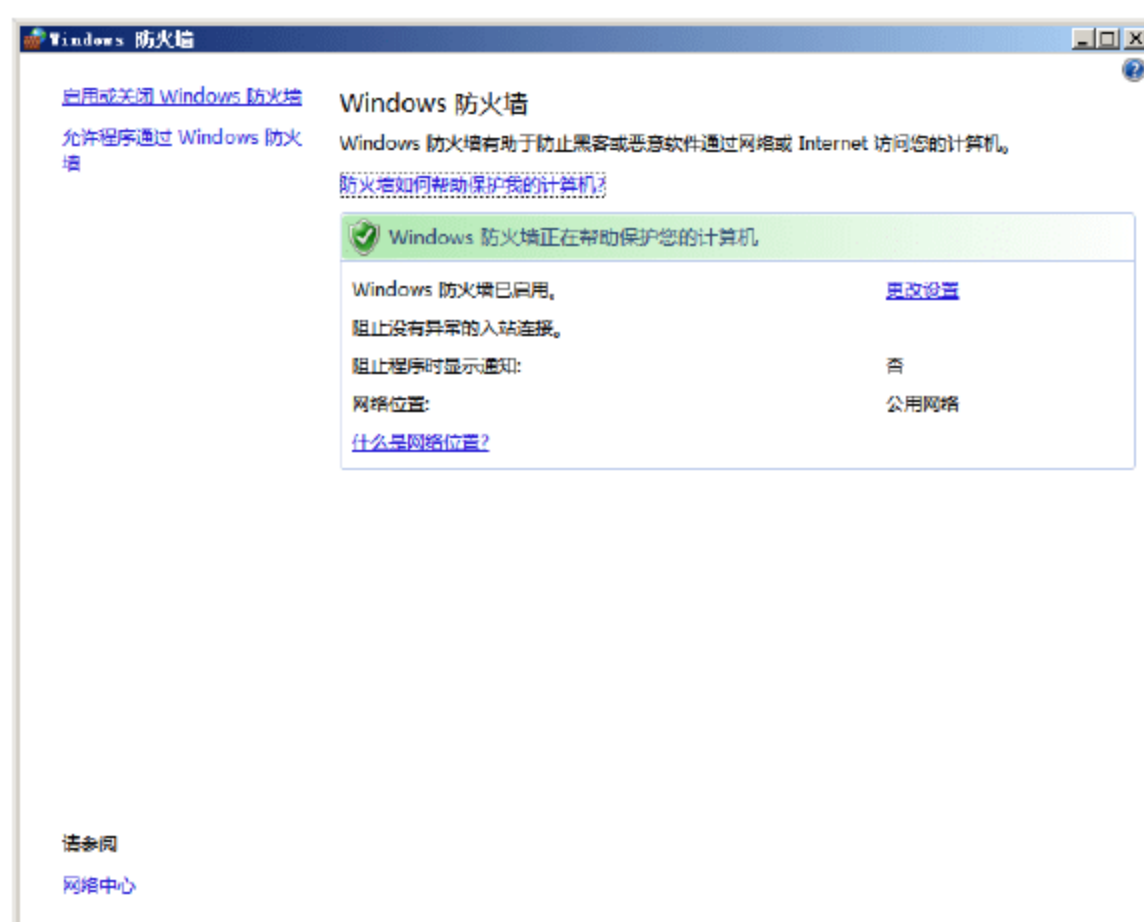 Windows 防火墙
启用或关闭 Windows 防火墙
允许程序通过 Windows 防火
墙
Windows 防火墙
Windows 防火墙有助于防止黑客或恶意软件通过网络或 Internet 访问您的计算机。
防火墙如何帮助保护我的计算机?
Windows 防火墙正在帮助保护您的计算机
Windows 防火墙已启用。 更改设置
阻止没有异常的入站连接。
阻止程序时显示通知: 否
网络位置: 公用网络
什么是网络位置?
请参阅
网络中心